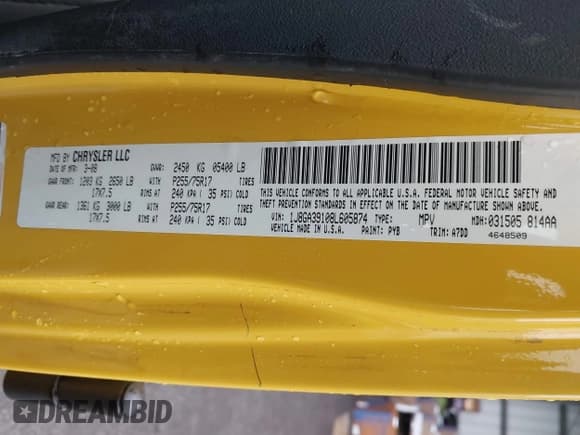 MFD BY CHRYSLER LLC
DATE OF MFR: 3-08 GVWR: 2450 KG 05400 LB
GAWR FRONT: 1203 KG 2650 LB WITH P255/75R17 TIRES
17X7.5 RIMS AT 240 KPA ( 35 PSI) COLD
GAWR REAR: 1361 KG 3000 LB WITH P255/75R17 TIRES
17X7.5 RIMS AT 240 KPA ( 35 PSI) COLD
THIS VEHICLE CONFORMS TO ALL APPLICABLE U.S.A. FEDERAL MOTOR VEHICLE SAFETY AND
THEFT PREVENTION STANDARDS IN EFFECT ON THE DATE OF MANUFACTURE SHOWN ABOVE.
VIN: 1J8GA39108L605874 TYPE: MPV MDH: 031505 814AA
VEHICLE MADE IN U.S.A. PAINT: PYB TRIM: A7DD 4648509
DREAMBID